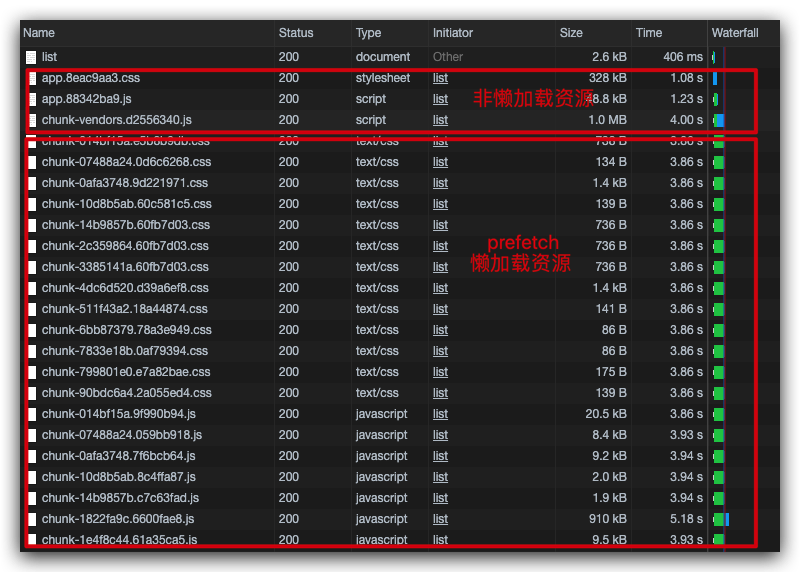 Name Status Type Initiator Size Time Waterfall
list 200 document Other 2.6 kB 406 ms
app.8eac9aa3.css 200 stylesheet list 328 kB 1.08 s
app.88342ba9.js 200 script list 48.8 kB 1.23 s
非懒加载资源
chunk-vendors.d2556340.js 200 script list 1.0 MB 4.00 s
200 text/css list 738 B 3.86 s
chunk-07488a24.0d6c6268.css 200 text/css list 134 B 3.86 s
chunk-0afa3748.9d221971.css 200 text/css list 1.4 kB 3.86 s
chunk-10d8b5ab.60c581c5.css 200 text/css list 139 B 3.86 s
chunk-14b9857b.60fb7d03.css 200 text/css list 736 B 3.86 s
chunk-2c359864.60fb7d03.css 200 text/css list 736 B 3.86 s
prefetch
懒加载资源
chunk-3385141a.60fb7d03.css 200 text/css list 736 B 3.86 s
chunk-4dc6d520.d39a6ef8.css 200 text/css list 1.4 kB 3.86 s
chunk-511f43a2.18a44874.css 200 text/css list 141 B 3.86 s
chunk-6bb87379.78a3e949.css 200 text/css list 86 B 3.86 s
chunk-7833e18b.0af79394.css 200 text/css list 86 B 3.86 s
chunk-799801e0.e7a82bae.css 200 text/css list 175 B 3.86 s
chunk-90bdc6a4.2a055ed4.css 200 text/css list 139 B 3.86 s
chunk-014bf15a.9f990b94.js 200 javascript list 20.5 kB 3.86 s
chunk-07488a24.059bb918.js 200 javascript list 8.4 kB 3.93 s
chunk-0afa3748.7f6bcb64.js 200 javascript list 9.2 kB 3.94 s
chunk-10d8b5ab.8c4ffa87.js 200 javascript list 2.0 kB 3.94 s
chunk-14b9857b.c7c63fad.js 200 javascript list 1.9 kB 3.94 s
chunk-1822fa9c.6600fae8.js 200 javascript list 910 kB 5.18 s
chunk-1e4f8c44.61a35ca5.js 200 javascript list 9.5 kB 3.93 s